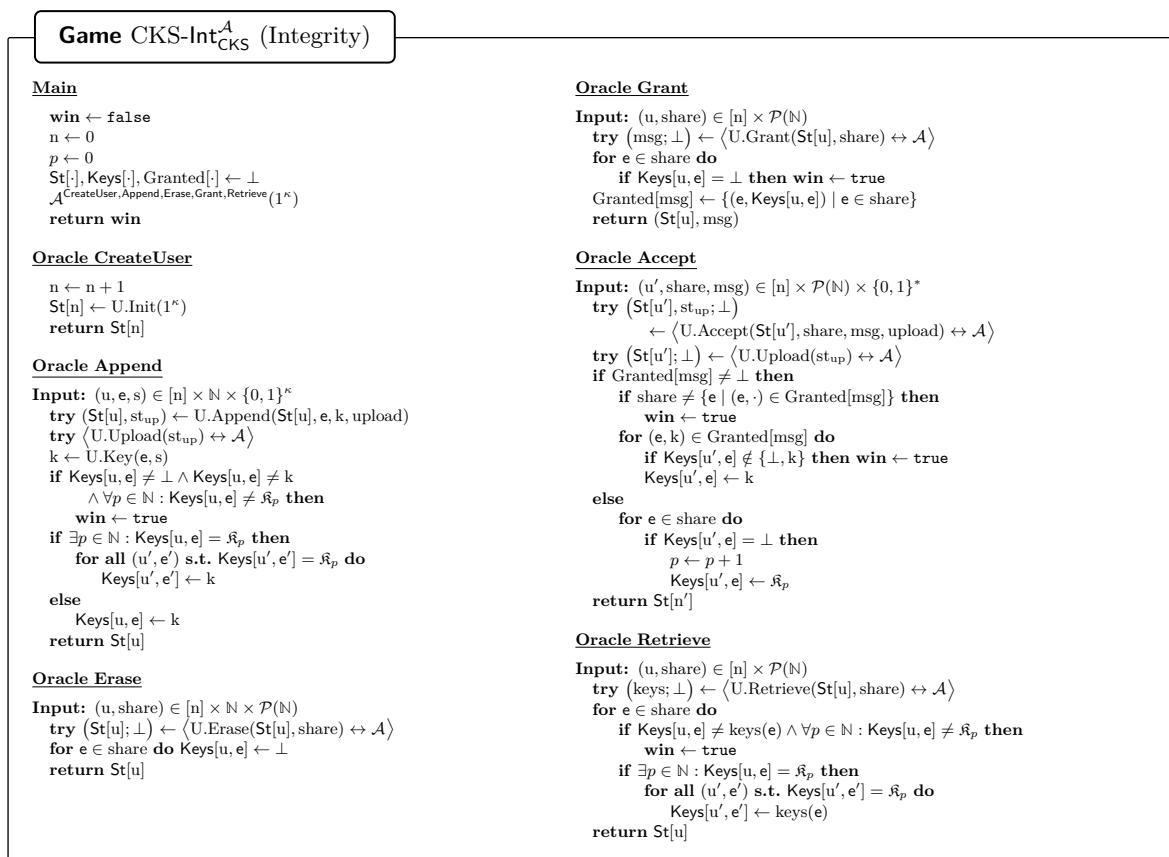 Game CKS-Int^A_CKS (Integrity)
Main
win ← false
n ← 0
p ← 0
St[·], Keys[·], Granted[·] ← ⊥
𝒜^{CreateUser,Append,Erase,Grant,Retrieve}(1^κ)
return win
Oracle CreateUser
n ← n + 1
St[n] ← U.Init(1^κ)
return St[n]
Oracle Append
Input: (u, e, s) ∈ [n] × ℕ × {0, 1}^κ
try (St[u], st_up) ← U.Append(St[u], e, k, upload)
try ⟨U.Upload(st_up) ↔ 𝒜⟩
k ← U.Key(e, s)
if Keys[u, e] ≠ ⊥ ∧ Keys[u, e] ≠ k
∧ ∀p ∈ ℕ : Keys[u, e] ≠ 𝔎_p then
win ← true
if ∃p ∈ ℕ : Keys[u, e] = 𝔎_p then
for all (u′, e′) s.t. Keys[u′, e′] = 𝔎_p do
Keys[u′, e′] ← k
else
Keys[u, e] ← k
return St[u]
Oracle Erase
Input: (u, share) ∈ [n] × ℕ × 𝒫(ℕ)
try (St[u]; ⊥) ← ⟨U.Erase(St[u], share) ↔ 𝒜⟩
for e ∈ share do Keys[u, e] ← ⊥
return St[u]
Oracle Grant
Input: (u, share) ∈ [n] × 𝒫(ℕ)
try (msg; ⊥) ← ⟨U.Grant(St[u], share) ↔ 𝒜⟩
for e ∈ share do
if Keys[u, e] = ⊥ then win ← true
Granted[msg] ← {(e, Keys[u, e]) | e ∈ share}
return (St[u], msg)
Oracle Accept
Input: (u′, share, msg) ∈ [n] × 𝒫(ℕ) × {0, 1}*
try (St[u′], st_up; ⊥)
← ⟨U.Accept(St[u′], share, msg, upload) ↔ 𝒜⟩
try (St[u′]; ⊥) ← ⟨U.Upload(st_up) ↔ 𝒜⟩
if Granted[msg] ≠ ⊥ then
if share ≠ {e | (e, ·) ∈ Granted[msg]} then
win ← true
for (e, k) ∈ Granted[msg] do
if Keys[u′, e] ∉ {⊥, k} then win ← true
Keys[u′, e] ← k
else
for e ∈ share do
if Keys[u′, e] = ⊥ then
p ← p + 1
Keys[u′, e] ← 𝔎_p
return St[n′]
Oracle Retrieve
Input: (u, share) ∈ [n] × 𝒫(ℕ)
try (keys; ⊥) ← ⟨U.Retrieve(St[u], share) ↔ 𝒜⟩
for e ∈ share do
if Keys[u, e] ≠ keys(e) ∧ ∀p ∈ ℕ : Keys[u, e] ≠ 𝔎_p then
win ← true
if ∃p ∈ ℕ : Keys[u, e] = 𝔎_p then
for all (u′, e′) s.t. Keys[u′, e′] = 𝔎_p do
Keys[u′, e′] ← keys(e)
return St[u]